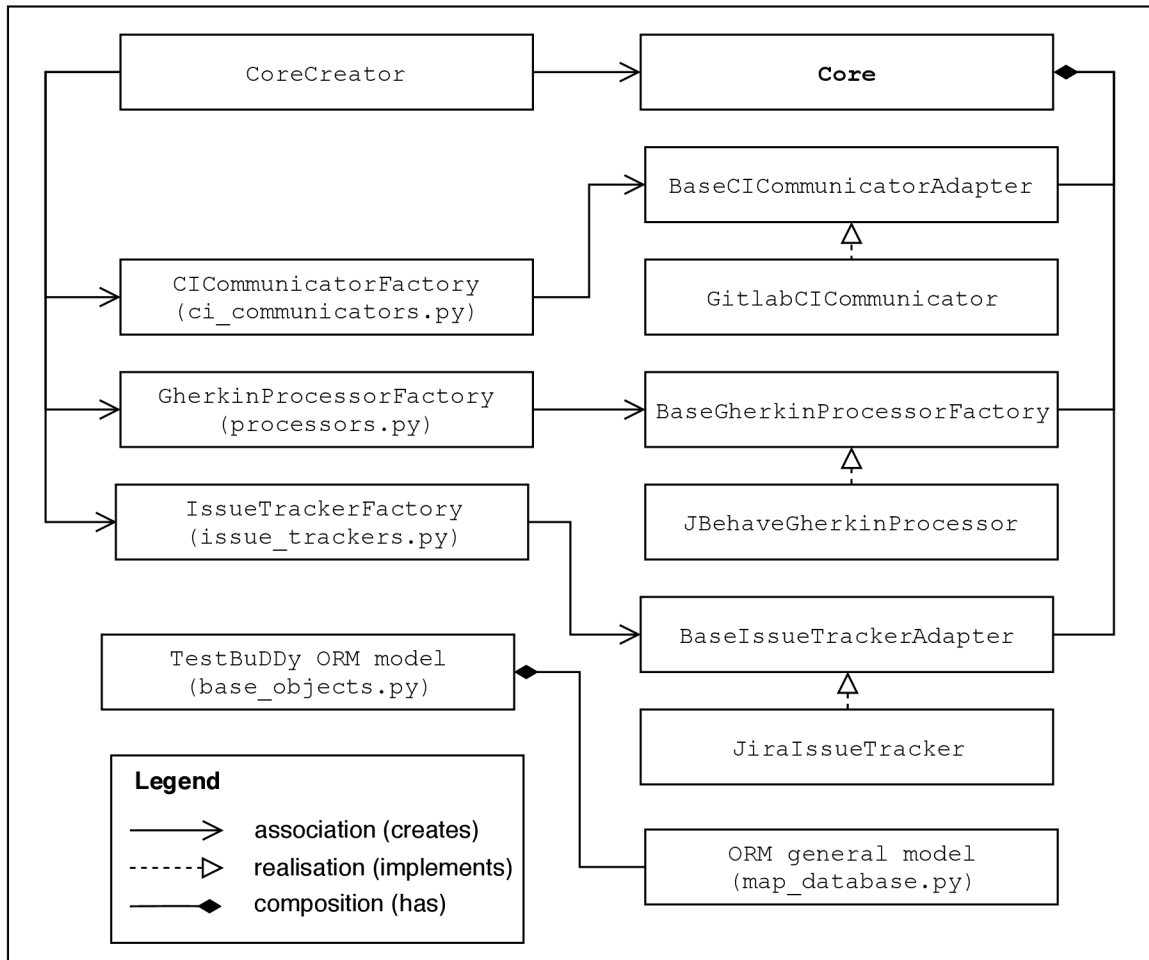 CoreCreator
Core
BaseCICommunicatorAdapter
CICommunicatorFactory
(ci_communicators.py)
GitlabCICommunicator
GherkinProcessorFactory
(processors.py)
BaseGherkinProcessorFactory
IssueTrackerFactory
(issue_trackers.py)
JBehaveGherkinProcessor
BaseIssueTrackerAdapter
TestBuDDy ORM model
(base_objects.py)
JiraIssueTracker
Legend
association (creates)
realisation (implements)
composition (has)
ORM general model
(map_database.py)